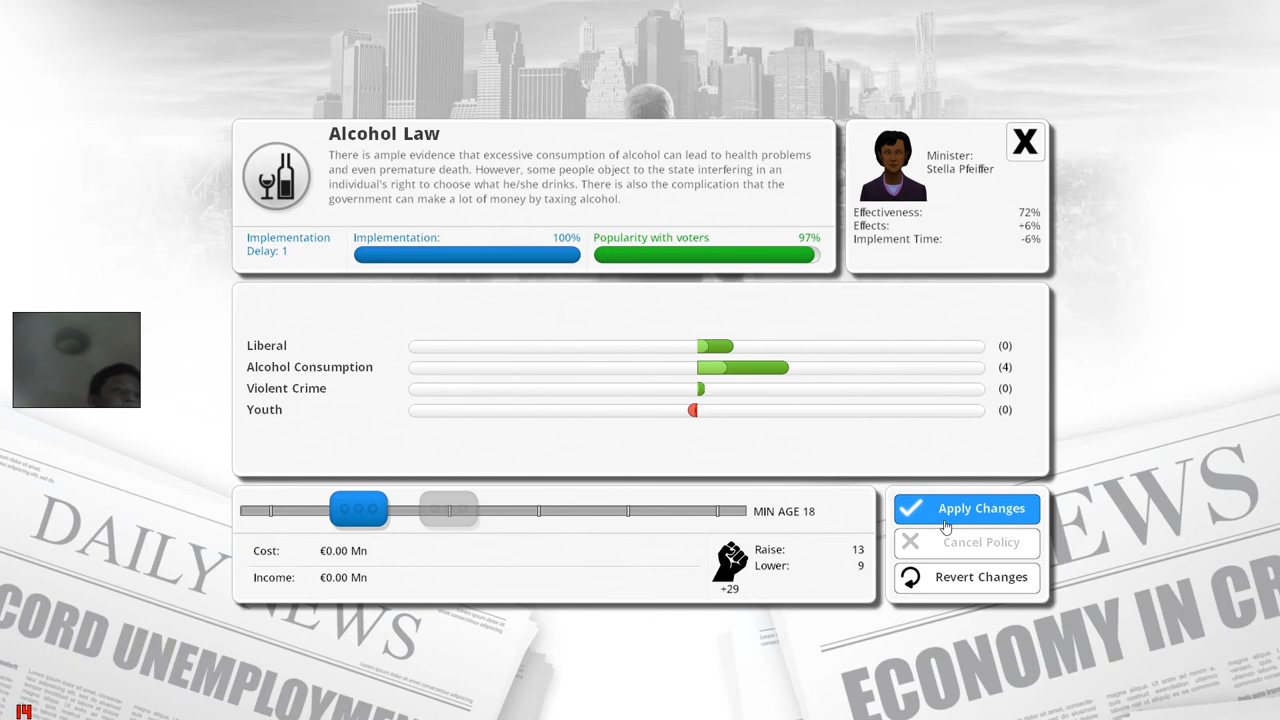 Alcohol Law
There is ample evidence that excessive consumption of alcohol can lead to health problems
and even premature death. However, some people object to the state interfering in an
individual's right to choose what he/she drinks. There is also the complication that the
government can make a lot of money by taxing alcohol.
Implementation
Delay: 1
Implementation: 100%
Popularity with voters 97%
Minister:
Stella Pfeiffer
X
Effectiveness: 72%
Effects: +6%
Implement Time: -6%
Liberal (0)
Alcohol Consumption (4)
Violent Crime (0)
Youth (0)
MIN AGE 18
Cost: €0.00 Mn
Income: €0.00 Mn
Raise: 13
Lower: 9
+29
Apply Changes
Cancel Policy
Revert Changes
DAILY NEWS
CORD UNEMPLOYME
NEWS
ECONOMY IN CR
14